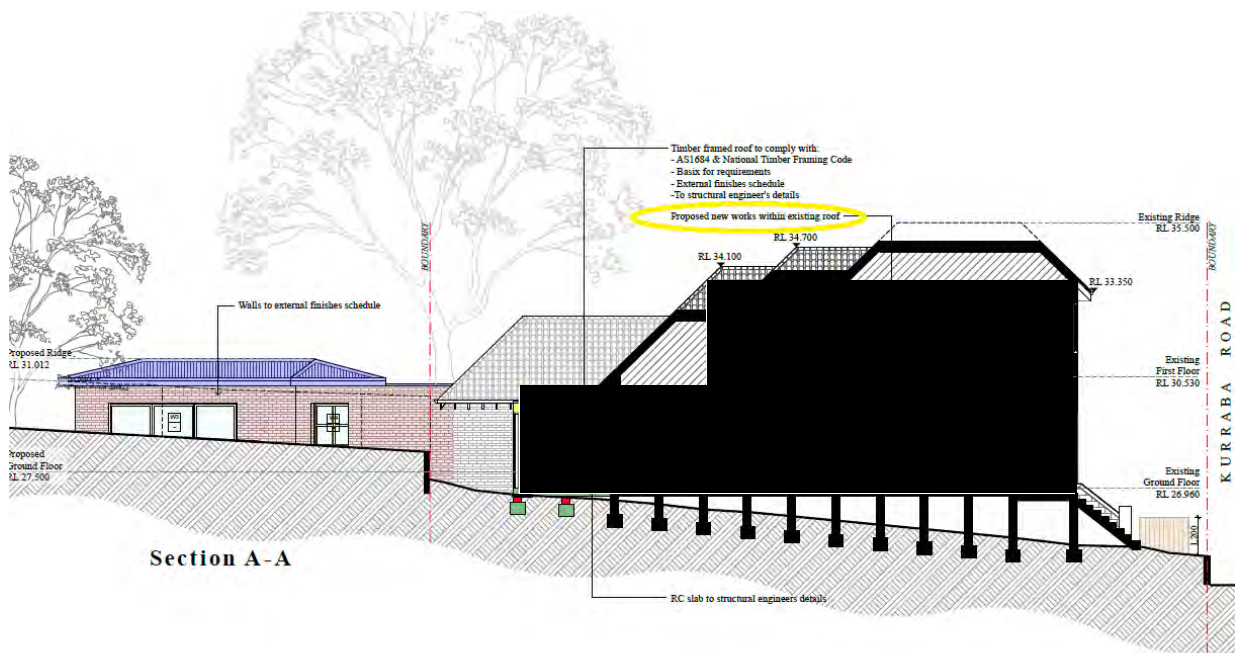 Timber framed roof to comply with:
- AS1684 & National Timber Framing Code
- Basix for requirements
- External finishes schedule
-To structural engineer's details
Proposed new works within existing roof
Existing Ridge
RL 35.500
BOUNDARY
BOUNDARY
RL 34.700
RL 34.100
RL 33.350
Walls to external finishes schedule
Proposed Ridge
RL 31.012
Existing
First Floor
RL 30.530
KURRABA ROAD
Proposed
Ground Floor
RL 27.500
Existing
Ground Floor
RL 26.960
1.200
Section A-A
RC slab to structural engineers details